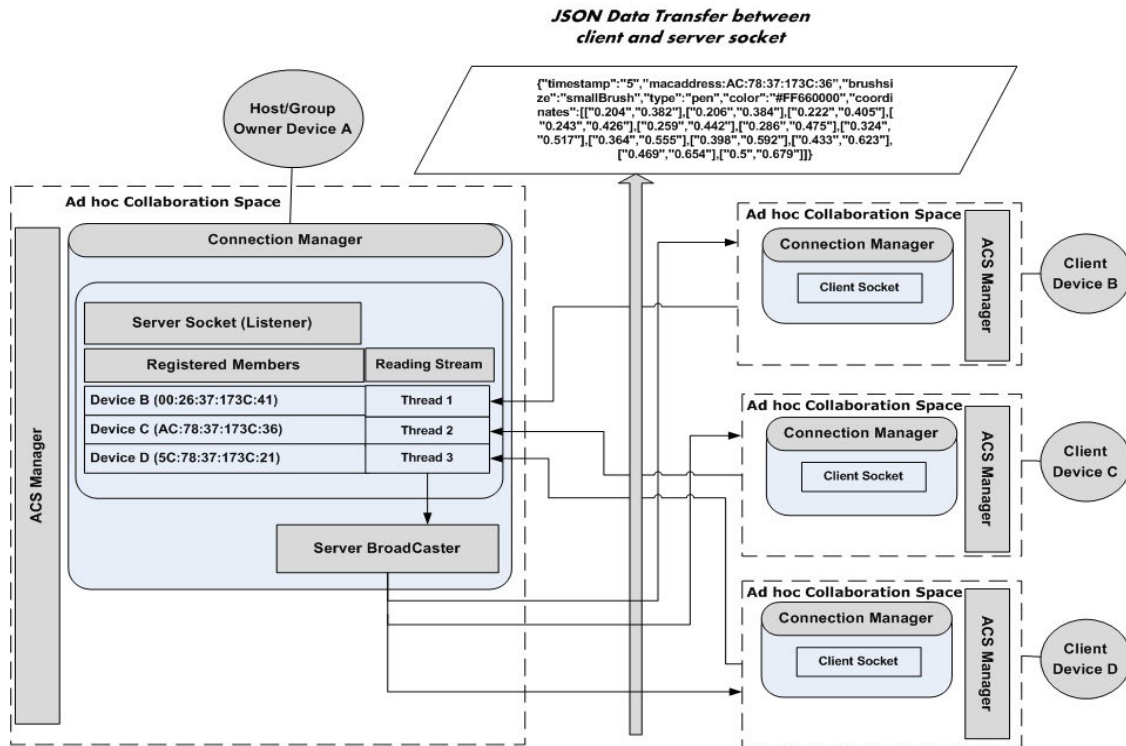 JSON Data Transfer between
client and server socket
{"timestamp":"5","macaddress:AC:78:37:173C:36","brushsi
ze":"smallBrush","type":"pen","color":"#FF660000","coordi
nates":[["0.204","0.382"],["0.206","0.384"],["0.222","0.405"],[
"0.243","0.426"],["0.259","0.442"],["0.286","0.475"],["0.324",
"0.517"],["0.364","0.555"],["0.398","0.592"],["0.433","0.623"],
["0.469","0.654"],["0.5","0.679"]]}
Host/Group
Owner Device A
Ad hoc Collaboration Space
ACS Manager
Connection Manager
Server Socket (Listener)
Registered Members
Reading Stream
Device B (00:26:37:173C:41)
Thread 1
Device C (AC:78:37:173C:36)
Thread 2
Device D (5C:78:37:173C:21)
Thread 3
Server BroadCaster
Ad hoc Collaboration Space
Connection Manager
Client Socket
ACS Manager
Client
Device B
Ad hoc Collaboration Space
Connection Manager
Client Socket
ACS Manager
Client
Device C
Ad hoc Collaboration Space
Connection Manager
Client Socket
ACS Manager
Client
Device D